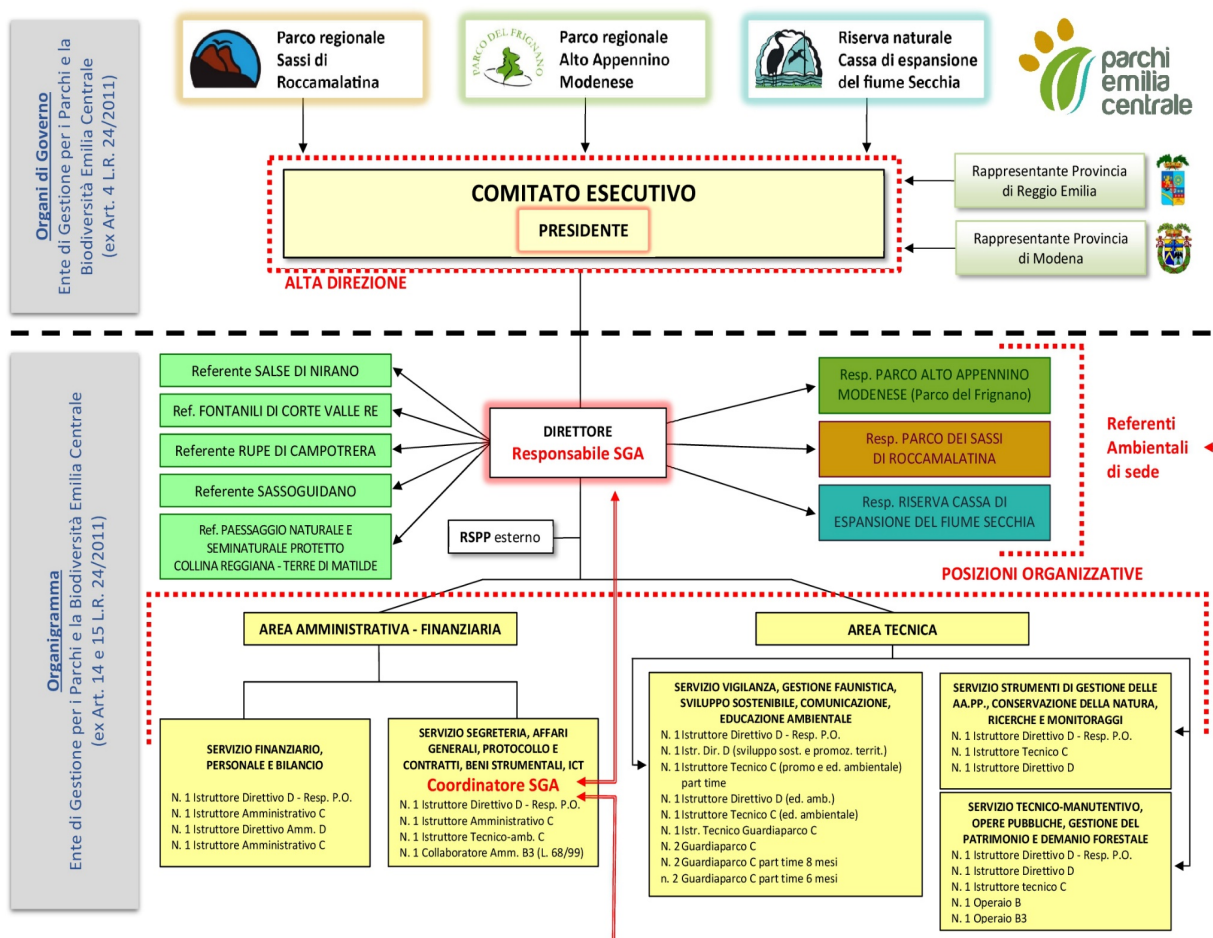 Organi di Governo
Ente di Gestione per i Parchi e la
Biodiversità Emilia Centrale
(ex Art. 4 L.R. 24/2011)
Parco regionale
Sassi di
Roccamalatina
PARCO DEL FRIGNANO
Parco regionale
Alto Appennino
Modenese
Riserva naturale
Cassa di espansione
del fiume Secchia
parchi
emilia
centrale
COMITATO ESECUTIVO
PRESIDENTE
ALTA DIREZIONE
Rappresentante Provincia
di Reggio Emilia
Rappresentante Provincia
di Modena
Organigramma
Ente di Gestione per i Parchi e la Biodiversità Emilia Centrale
(ex Art. 14 e 15 L.R. 24/2011)
Referente SALSE DI NIRANO
Ref. FONTANILI DI CORTE VALLE RE
Referente RUPE DI CAMPOTRERA
Referente SASSOGUIDANO
Ref. PAESSAGGIO NATURALE E
SEMINATURALE PROTETTO
COLLINA REGGIANA - TERRE DI MATILDE
DIRETTORE
Responsabile SGA
RSPP esterno
Resp. PARCO ALTO APPENNINO
MODENESE (Parco del Frignano)
Resp. PARCO DEI SASSI
DI ROCCAMALATINA
Resp. RISERVA CASSA DI
ESPANSIONE DEL FIUME SECCHIA
Referenti
Ambientali
di sede
POSIZIONI ORGANIZZATIVE
AREA AMMINISTRATIVA - FINANZIARIA
AREA TECNICA
SERVIZIO FINANZIARIO,
PERSONALE E BILANCIO
N. 1 Istruttore Direttivo D - Resp. P.O.
N. 1 Istruttore Amministrativo C
N. 1 Istruttore Direttivo Amm. D
N. 1 Istruttore Amministrativo C
SERVIZIO SEGRETERIA, AFFARI
GENERALI, PROTOCOLLO E
CONTRATTI, BENI STRUMENTALI, ICT
Coordinatore SGA
N. 1 Istruttore Direttivo D - Resp. P.O.
N. 1 Istruttore Amministrativo C
N. 1 Istruttore Tecnico-amb. C
N. 1 Collaboratore Amm. B3 (L. 68/99)
SERVIZIO VIGILANZA, GESTIONE FAUNISTICA,
SVILUPPO SOSTENIBILE, COMUNICAZIONE,
EDUCAZIONE AMBIENTALE
N. 1 Istruttore Direttivo D - Resp. P.O.
N. 1 Istr. Dir. D (sviluppo sost. e promoz. territ.)
N. 1 Istruttore Tecnico C (promo e ed. ambientale)
part time
N. 1 Istruttore Direttivo D (ed. amb.)
N. 1 Istruttore Tecnico C (ed. ambientale)
N. 1 Istr. Tecnico Guardiaparco C
N. 2 Guardiaparco C
N. 2 Guardiaparco C part time 8 mesi
n. 2 Guardiaparco C part time 6 mesi
SERVIZIO STRUMENTI DI GESTIONE DELLE
AA.PP., CONSERVAZIONE DELLA NATURA,
RICERCHE E MONITORAGGI
N. 1 Istruttore Direttivo D - Resp. P.O.
N. 1 Istruttore Tecnico C
N. 1 Istruttore Direttivo D
SERVIZIO TECNICO-MANUTENTIVO,
OPERE PUBBLICHE, GESTIONE DEL
PATRIMONIO E DEMANIO FORESTALE
N. 1 Istruttore Direttivo D - Resp. P.O.
N. 1 Istruttore Direttivo D
N. 1 Istruttore tecnico C
N. 1 Operaio B
N. 1 Operaio B3